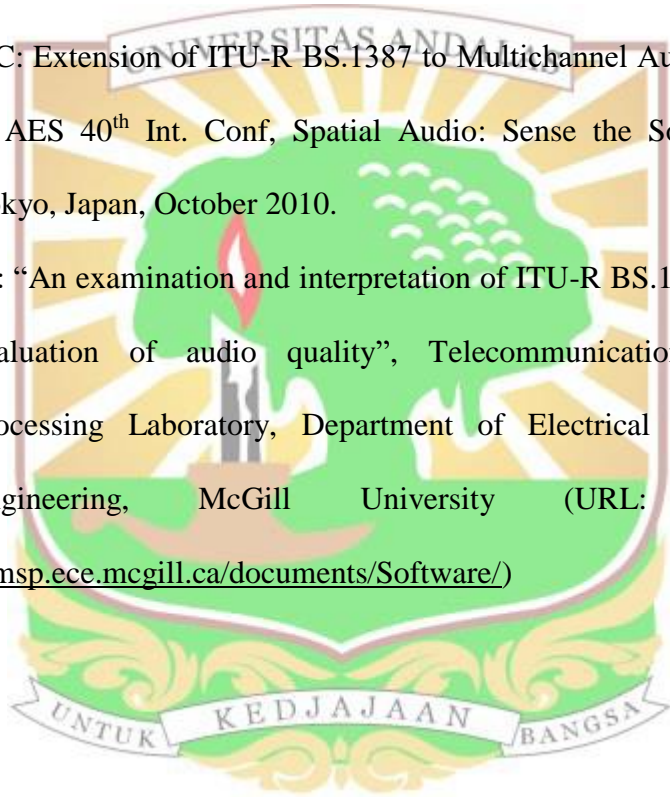 UNIVERSITAS ANDALAS
C: Extension of ITU-R BS.1387 to Multichannel Au
AES 40th Int. Conf, Spatial Audio: Sense the So
okyo, Japan, October 2010.
: “An examination and interpretation of ITU-R BS.1
aluation of audio quality”, Telecommunication
ocessing Laboratory, Department of Electrical
gineering, McGill University (URL:
msp.ece.mcgill.ca/documents/Software/)
UNTUK KEDJAJAAN BANGSA